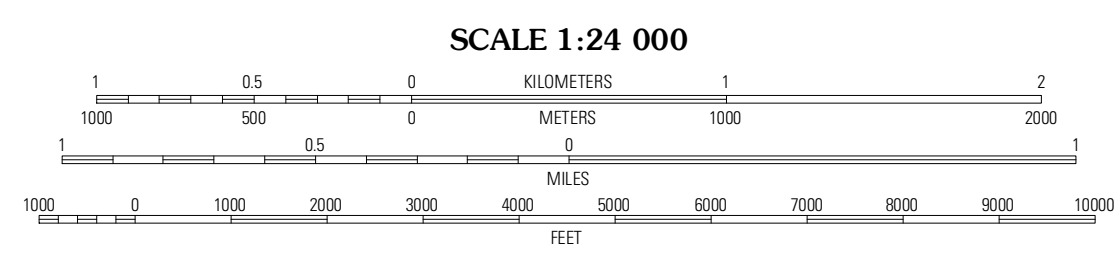 SCALE 1:24 000
1 0.5 0 KILOMETERS 1 2
1000 500 0 METERS 1000 2000
1 0.5 0 1
MILES
1000 0 1000 2000 3000 4000 5000 6000 7000 8000 9000 10000
FEET